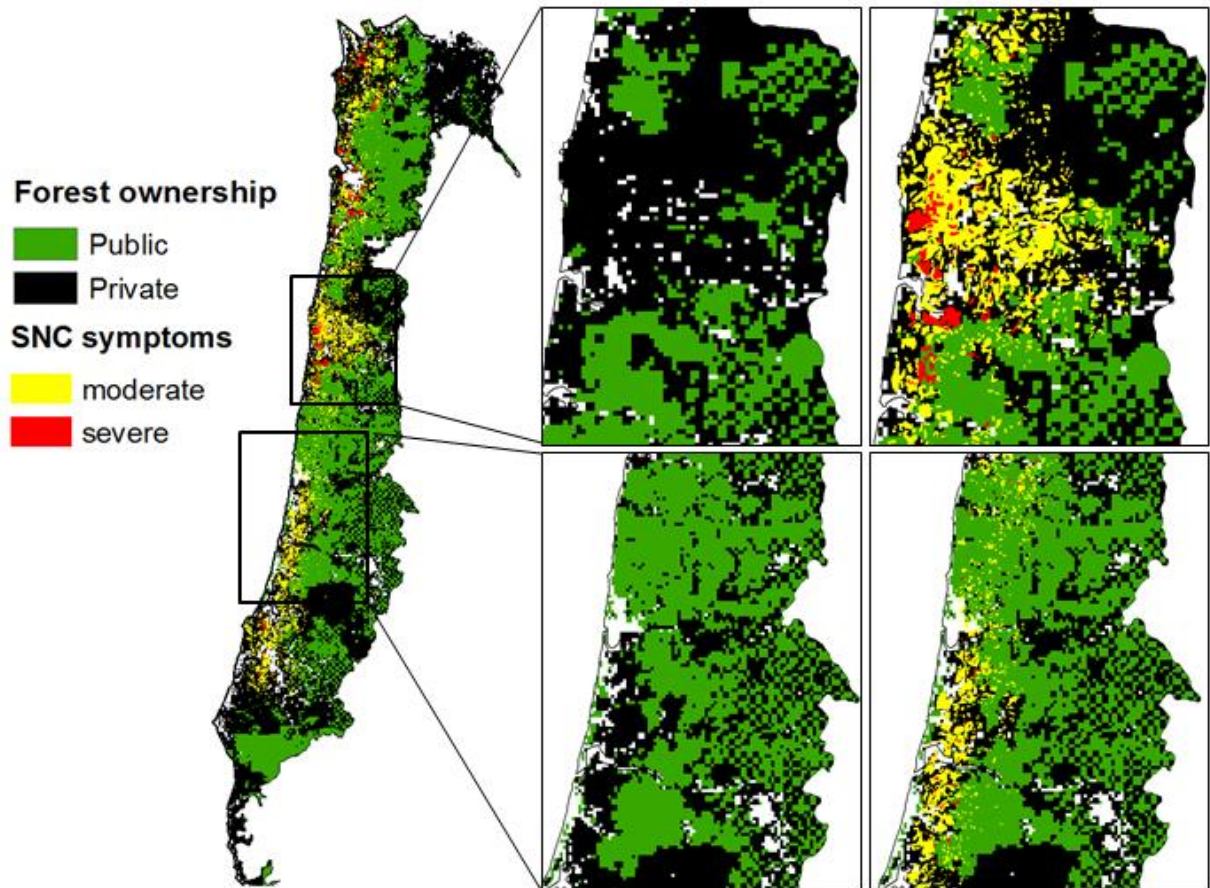 Forest ownership
Public
Private
SNC symptoms
moderate
severe